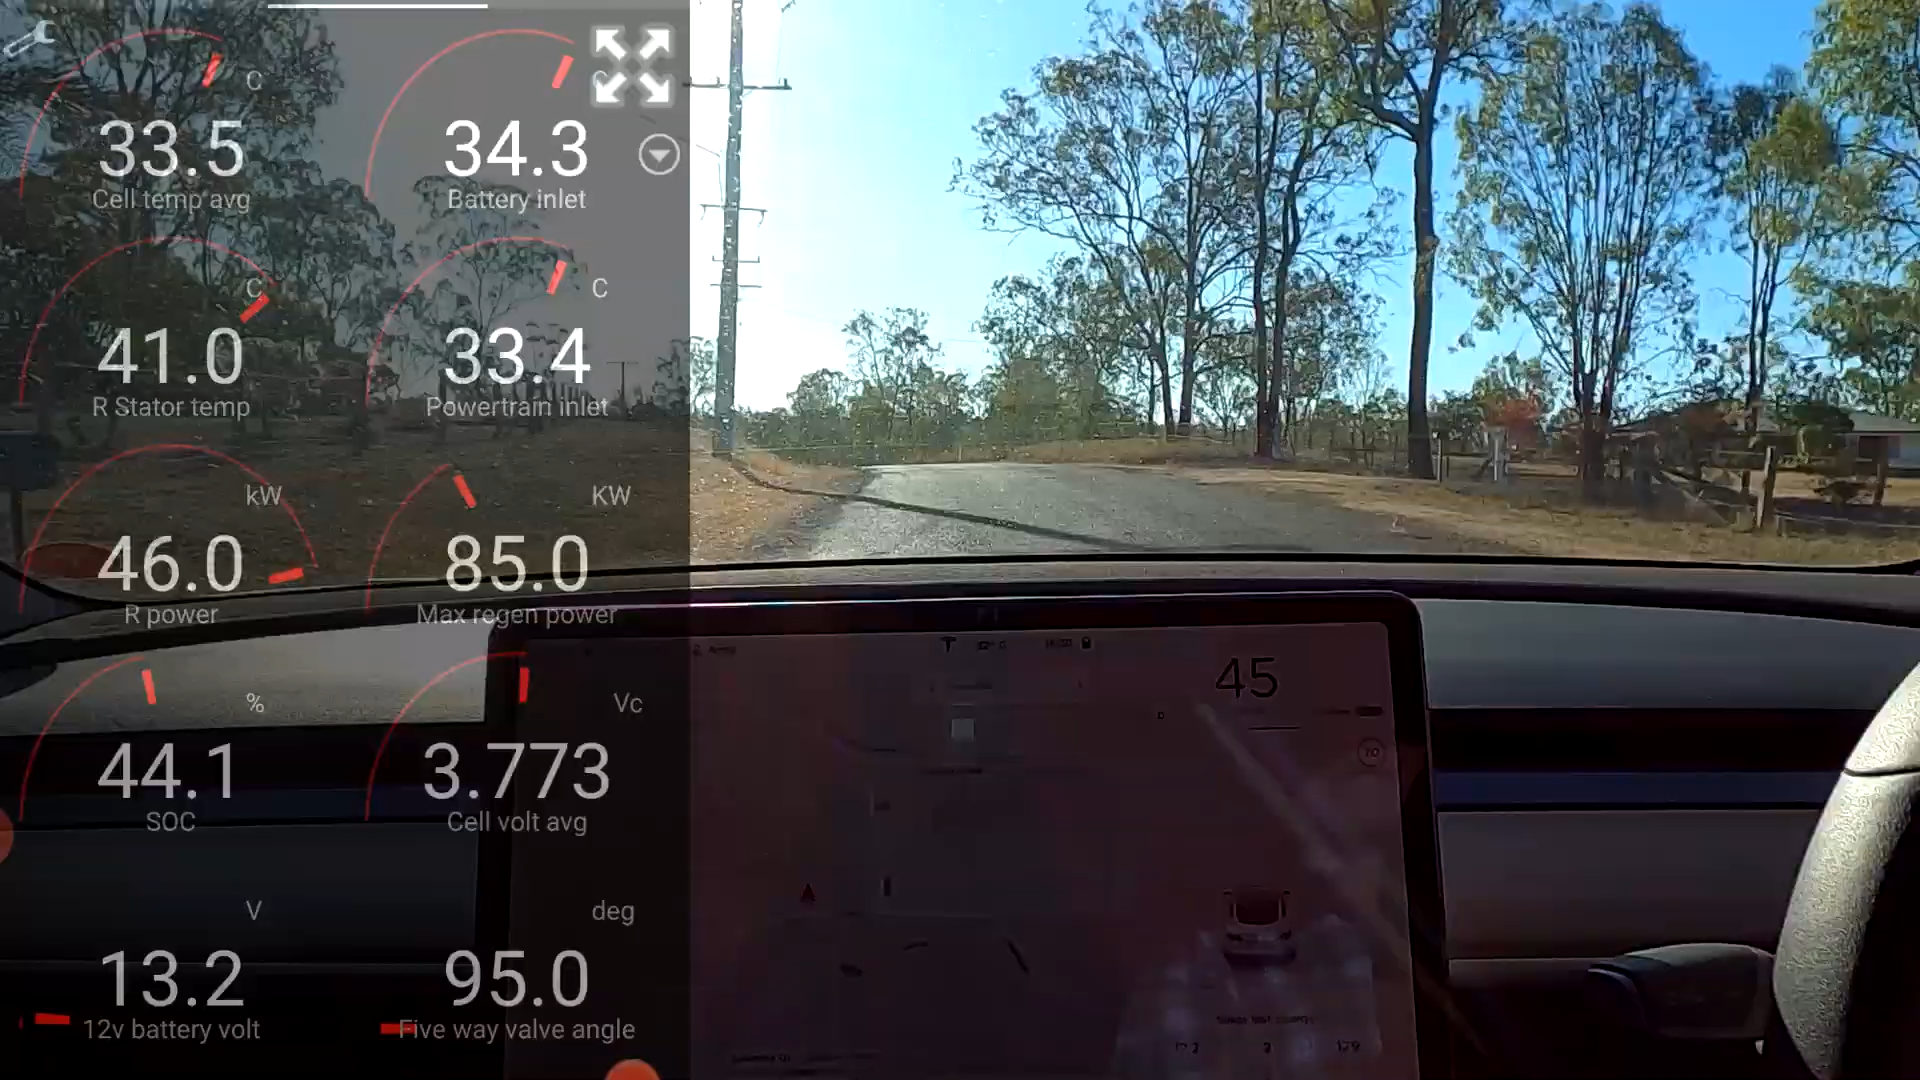 C
33.5
Cell temp avg
C
34.3
Battery inlet
C
41.0
R Stator temp
C
33.4
Powertrain inlet
kW
46.0
R power
KW
85.0
Max regen power
%
44.1
SOC
Vc
3.773
Cell volt avg
V
13.2
12v battery volt
deg
95.0
Five way valve angle
45